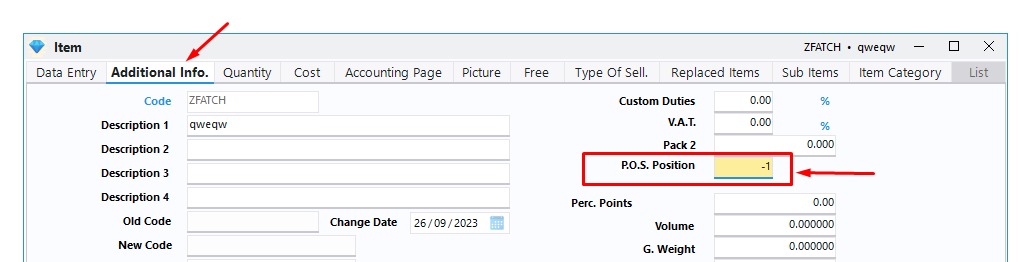 Item
ZFATCH • qweqw
Data Entry Additional Info. Quantity Cost Accounting Page Picture Free Type Of Sell. Replaced Items Sub Items Item Category List
Code ZFATCH
Description 1 qweqw
Description 2
Description 3
Description 4
Old Code Change Date 26/09/2023
New Code
Custom Duties 0.00 %
V.A.T. 0.00 %
Pack 2 0.000
P.O.S. Position -1
Perc. Points 0.00
Volume 0.000000
G. Weight 0.000000